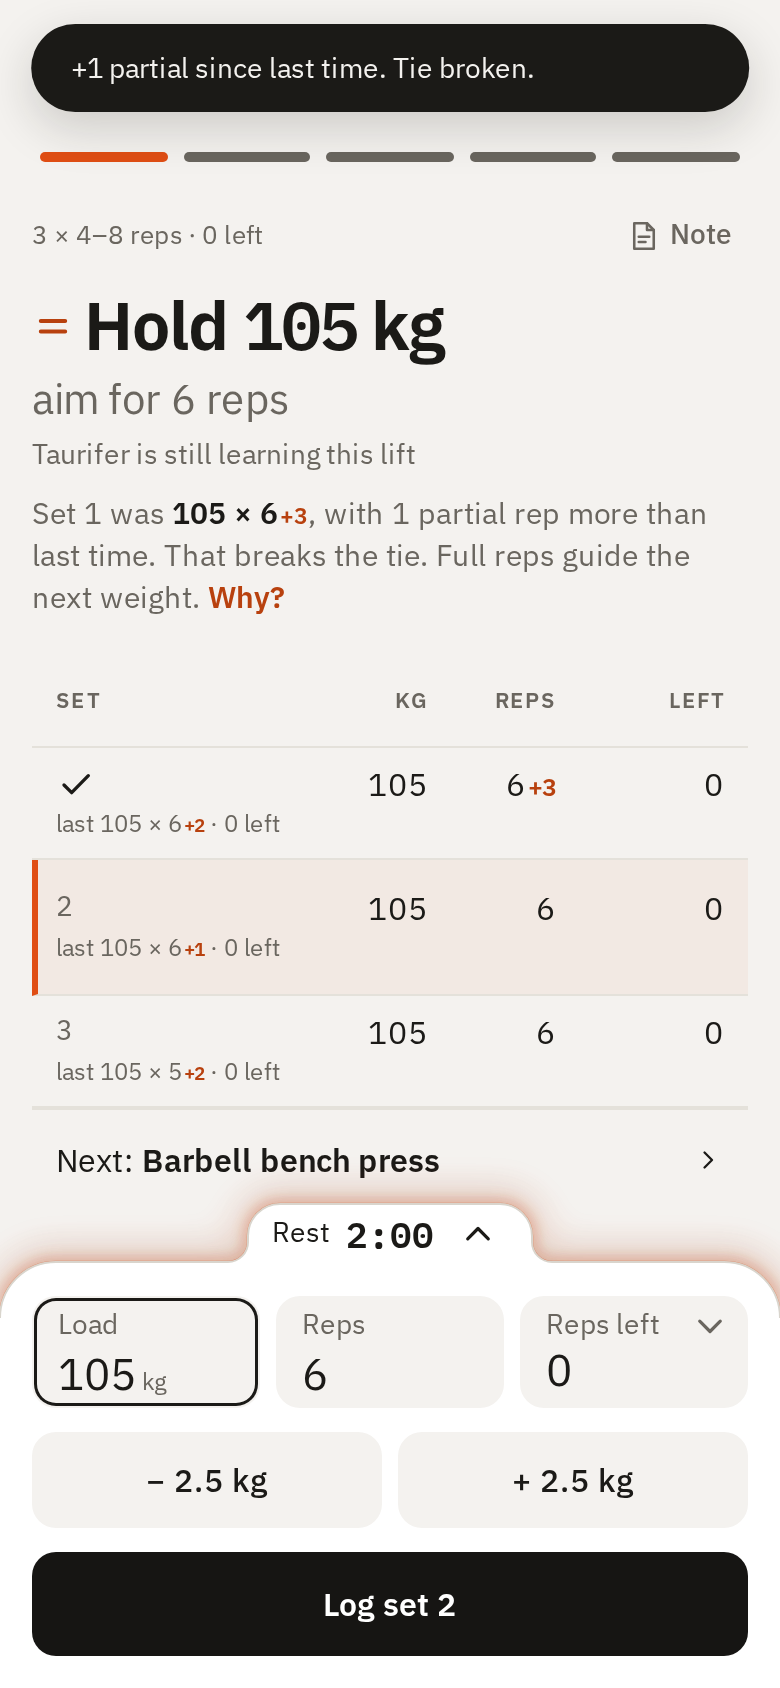 +1 partial since last time. Tie broken.
3 × 4–8 reps · 0 left
Note
= Hold 105 kg
aim for 6 reps
Taurifer is still learning this lift
Set 1 was 105 × 6+3, with 1 partial rep more than
last time. That breaks the tie. Full reps guide the
next weight. Why?
SET KG REPS LEFT
105 6+3 0
last 105 × 6+2 · 0 left
2 105 6 0
last 105 × 6+1 · 0 left
3 105 6 0
last 105 × 5+2 · 0 left
Next: Barbell bench press
Rest 2:00
Load Reps Reps left
105 kg 6 0
– 2.5 kg + 2.5 kg
Log set 2